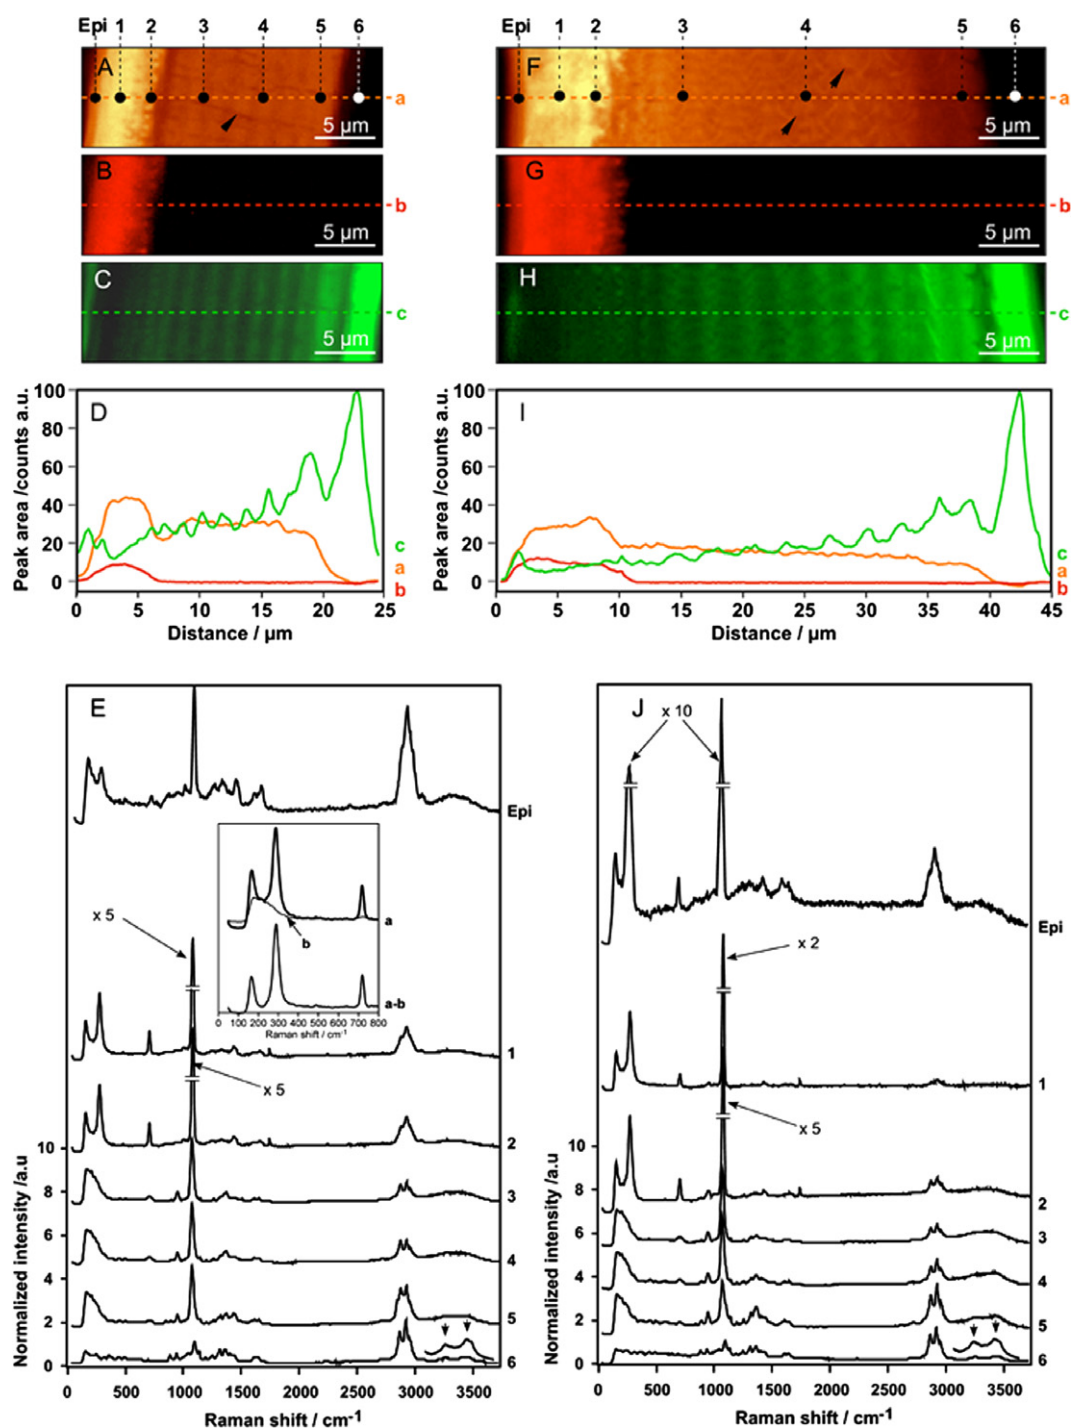 Epi 1 2 3 4 5 6
A
a
5 µm
B
b
5 µm
C
c
5 µm
Epi 1 2 3 4 5 6
F
a
5 µm
G
b
5 µm
H
c
5 µm
D
Peak area /counts a.u.
100
80
60
40
20
0
c
a
b
0 5 10 15 20 25
Distance / µm
I
Peak area /counts a.u.
100
80
60
40
20
0
c
a
b
0 5 10 15 20 25 30 35 40 45
Distance / µm
E
Epi
x 5
a
b
a-b
0 100 200 300 400 500 600 700 800
Raman shift / cm-1
1
x 5
2
10
3
8
4
6
5
4
2
6
0
Normalized intensity /a.u
0 500 1000 1500 2000 2500 3000 3500
Raman shift / cm-1
J
x 10
Epi
x 2
1
x 5
10
2
8
3
6
4
4
5
2
6
0
Normalized intensity /a.u
0 500 1000 1500 2000 2500 3000 3500
Raman shift / cm-1